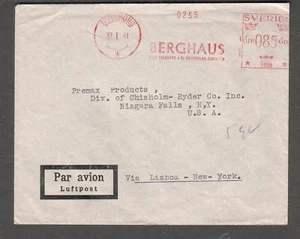 0255
SVERIGE
085
BERGHAUS
Premax Products,
Div. of Chisholm- Ryder Co. Inc.
Niagara Falls, N.Y.
U.S.A.
Par avion
Luftpost
Via Lisboa - New-York.